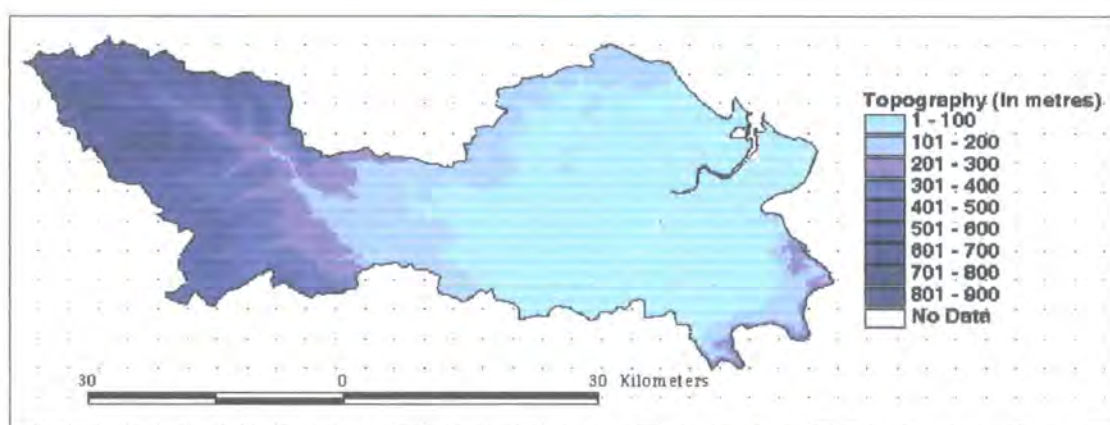 Topography (In metres)
1 - 100
101 - 200
201 - 300
301 - 400
401 - 500
501 - 600
601 - 700
701 - 800
801 - 900
No Data
30 0 30 Kilometers